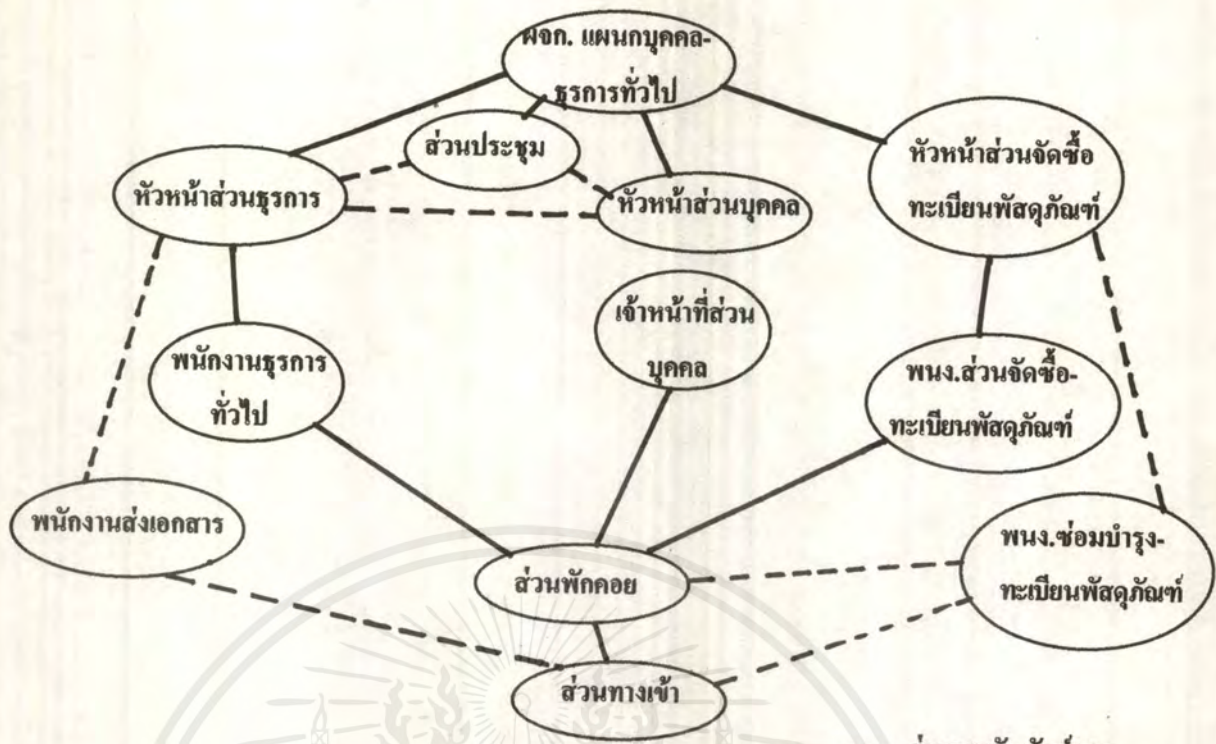 ผจก. แผนกบุคคล-
ธุรการทั่วไป
ส่วนประชุม
หัวหน้าส่วนธุรการ
หัวหน้าส่วนบุคคล
หัวหน้าส่วนจัดซื้อ
ทะเบียนพัสดุภัณฑ์
เจ้าหน้าที่ส่วน
บุคคล
พนักงานธุรการ
ทั่วไป
พนง.ส่วนจัดซื้อ-
ทะเบียนพัสดุภัณฑ์
พนักงานส่งเอกสาร
พนง.ซ่อมบำรุง-
ทะเบียนพัสดุภัณฑ์
ส่วนพักคอย
ส่วนทางเข้า